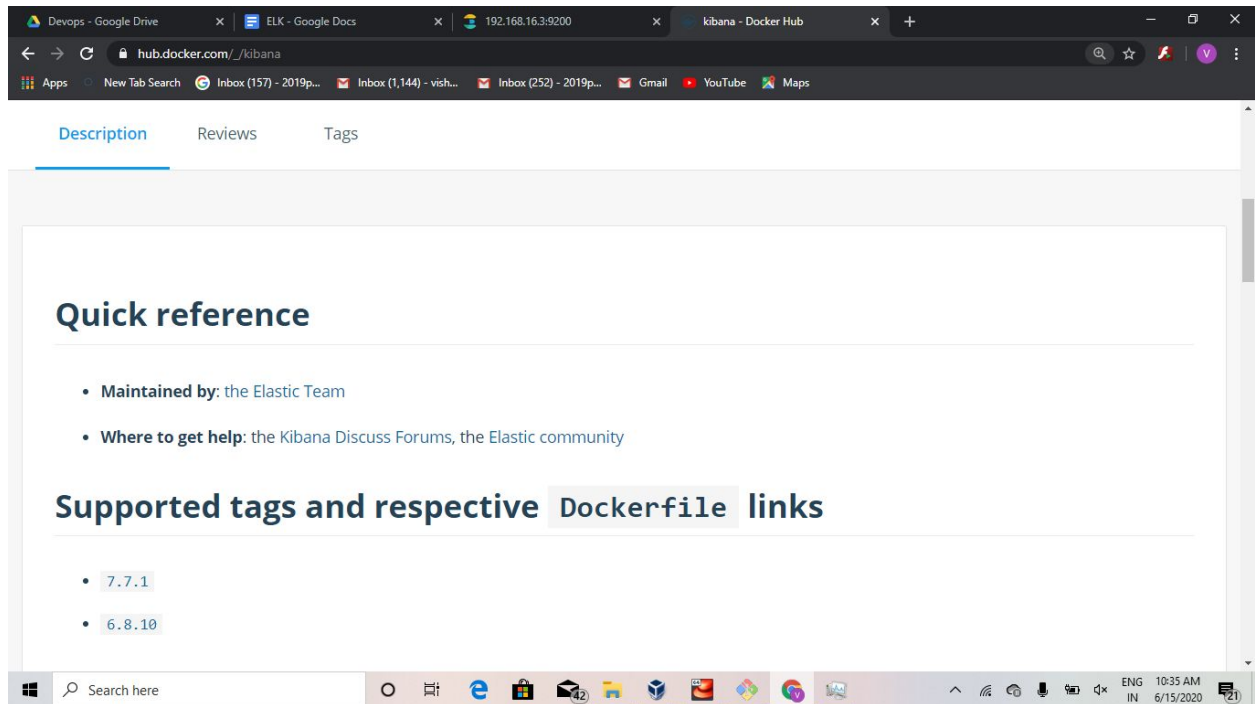 Devops - Google Drive
ELK - Google Docs
192.168.16.3:9200
kibana - Docker Hub
hub.docker.com/_/kibana
V
Apps
New Tab Search
Inbox (157) - 2019p...
Inbox (1,144) - vish...
Inbox (252) - 2019p...
Gmail
YouTube
Maps
Description
Reviews
Tags
Quick reference
• Maintained by: the Elastic Team
• Where to get help: the Kibana Discuss Forums, the Elastic community
Supported tags and respective Dockerfile links
• 7.7.1
• 6.8.10
Search here
42
ENG
IN
10:35 AM
6/15/2020
21